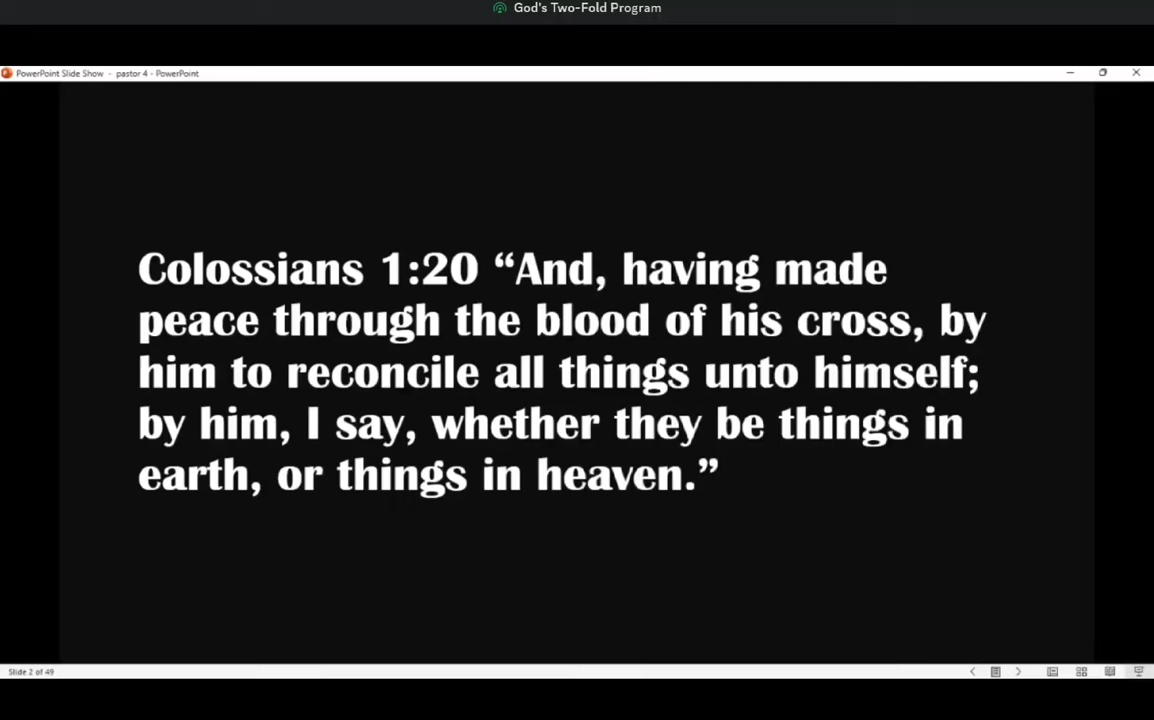 God's Two-Fold Program
PowerPoint Slide Show - pastor 4 - PowerPoint
Colossians 1:20 “And, having made
peace through the blood of his cross, by
him to reconcile all things unto himself;
by him, I say, whether they be things in
earth, or things in heaven.”
Slide 2 of 49